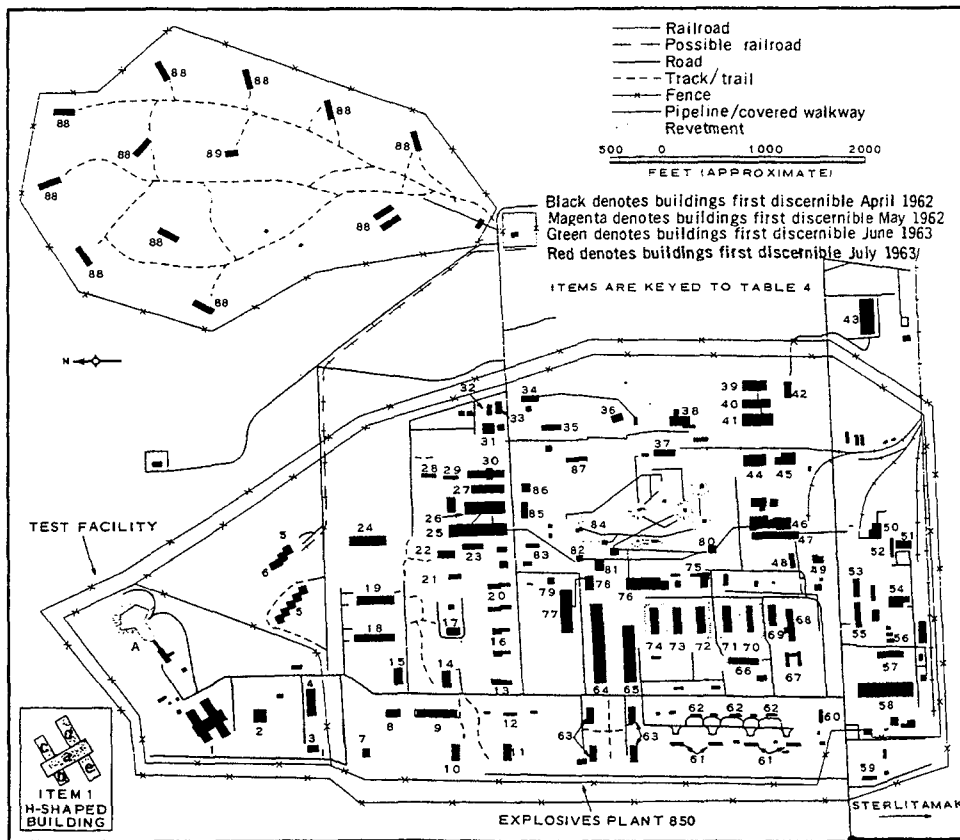 Railroad
Possible railroad
Road
Track/trail
Fence
Pipeline/covered walkway
Revetment
500 0 1000 2000
FEET (APPROXIMATE)
Black denotes buildings first discernible April 1962
Magenta denotes buildings first discernible May 1962
Green denotes buildings first discernible June 1963
Red denotes buildings first discernible July 1963
ITEMS ARE KEYED TO TABLE 4
88 88
88 88
88 89 88
88
88 88
88
88
N
43
32 34 39 42
33 36 38 40
31 35 41
37
28 29 30 87 44 45
27 86
26 85
TEST FACILITY
25 84 46
5 24 47 50
22 23 83 82 80 51
6 81 48 49 52
21 79 78 76 75 53 54
5 19 20 77
17 68
A 18 16 69 55 56
74 73 72 71 70 57
66 67
15 14 13 64 65
4 58
62 62 62
2 8 9 12 63 63 60
3 7 10 11 61 61 59
ITEM 1
H-SHAPED
BUILDING
STERLITAMAK
EXPLOSIVES PLANT 850